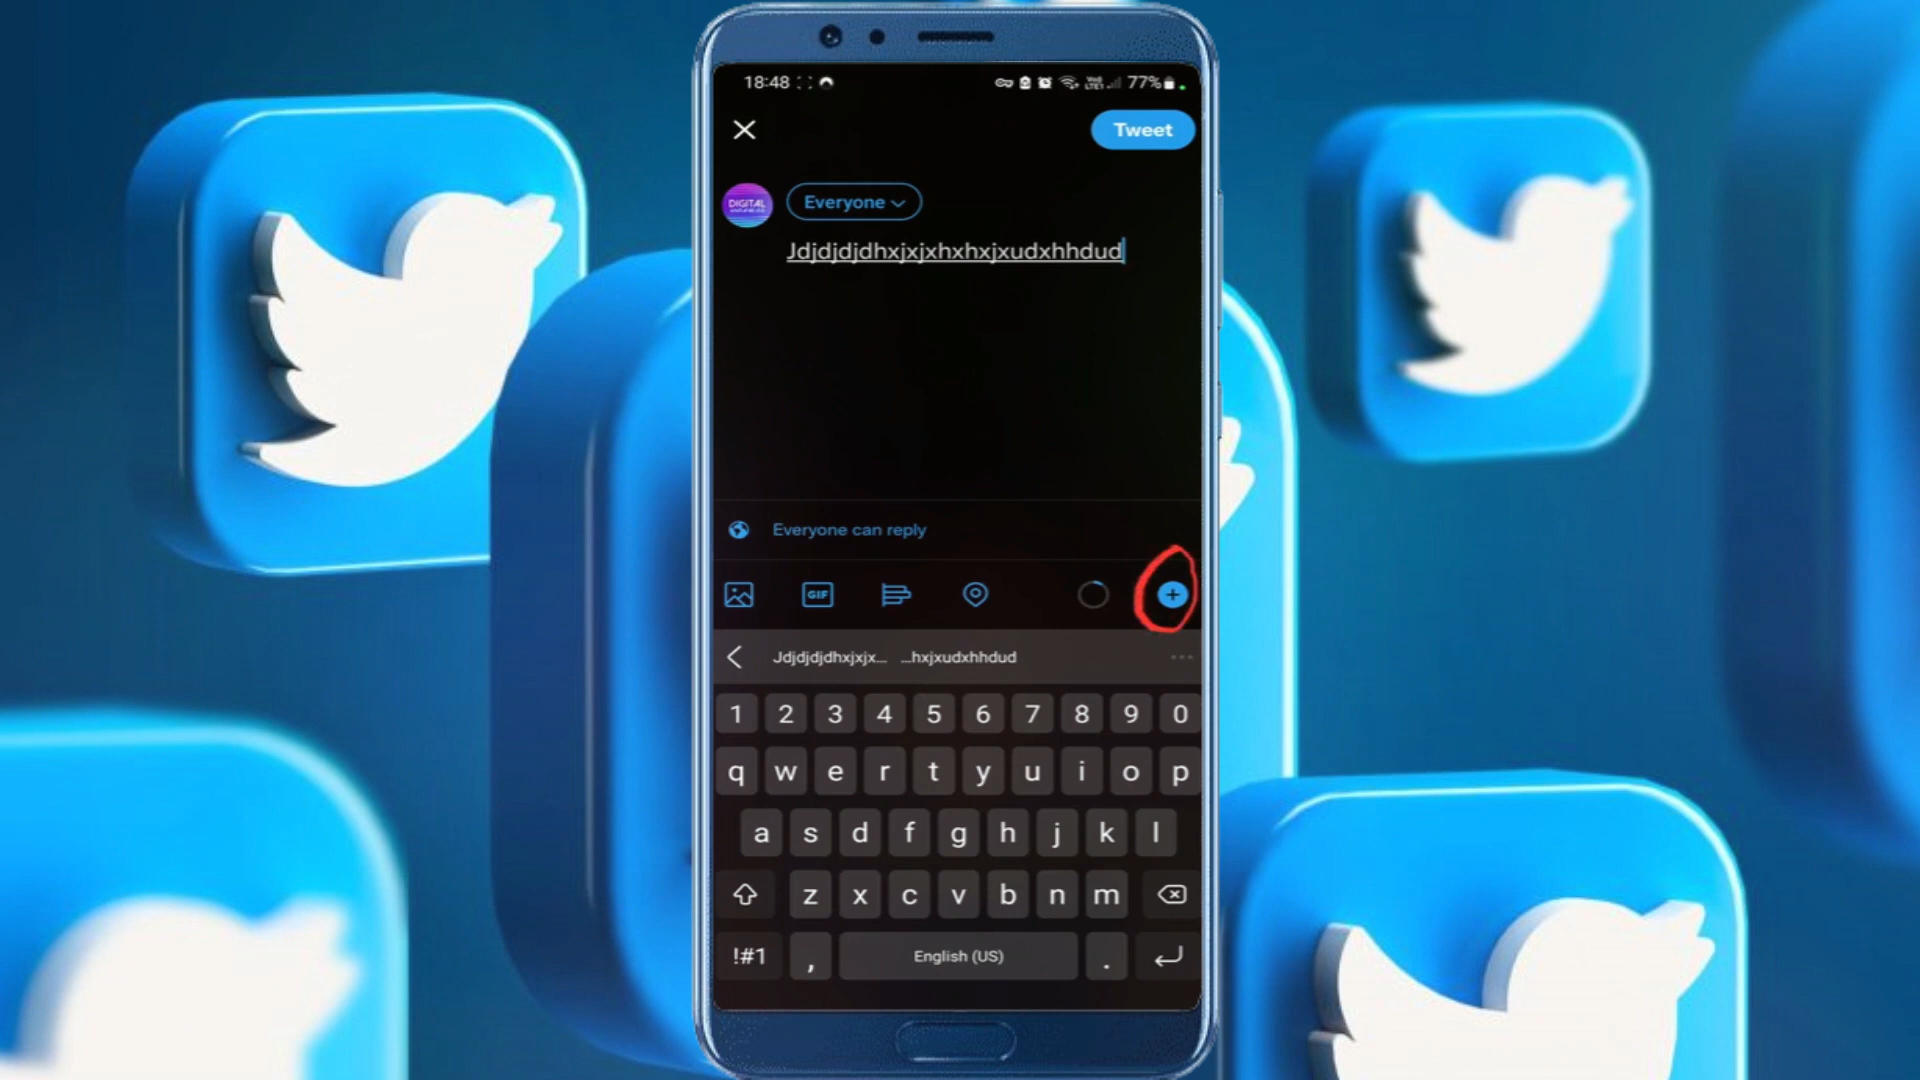 18:48 77%
Tweet
DIGITAL
Everyone
Jdjdjdjdhxjxjxhxhxjxudxhhdud
Everyone can reply
GIF
Jdjdjdjdhxjxjx... ...hxjxudxhhdud
1 2 3 4 5 6 7 8 9 0
q w e r t y u i o p
a s d f g h j k l
z x c v b n m
!#1 , English (US) .